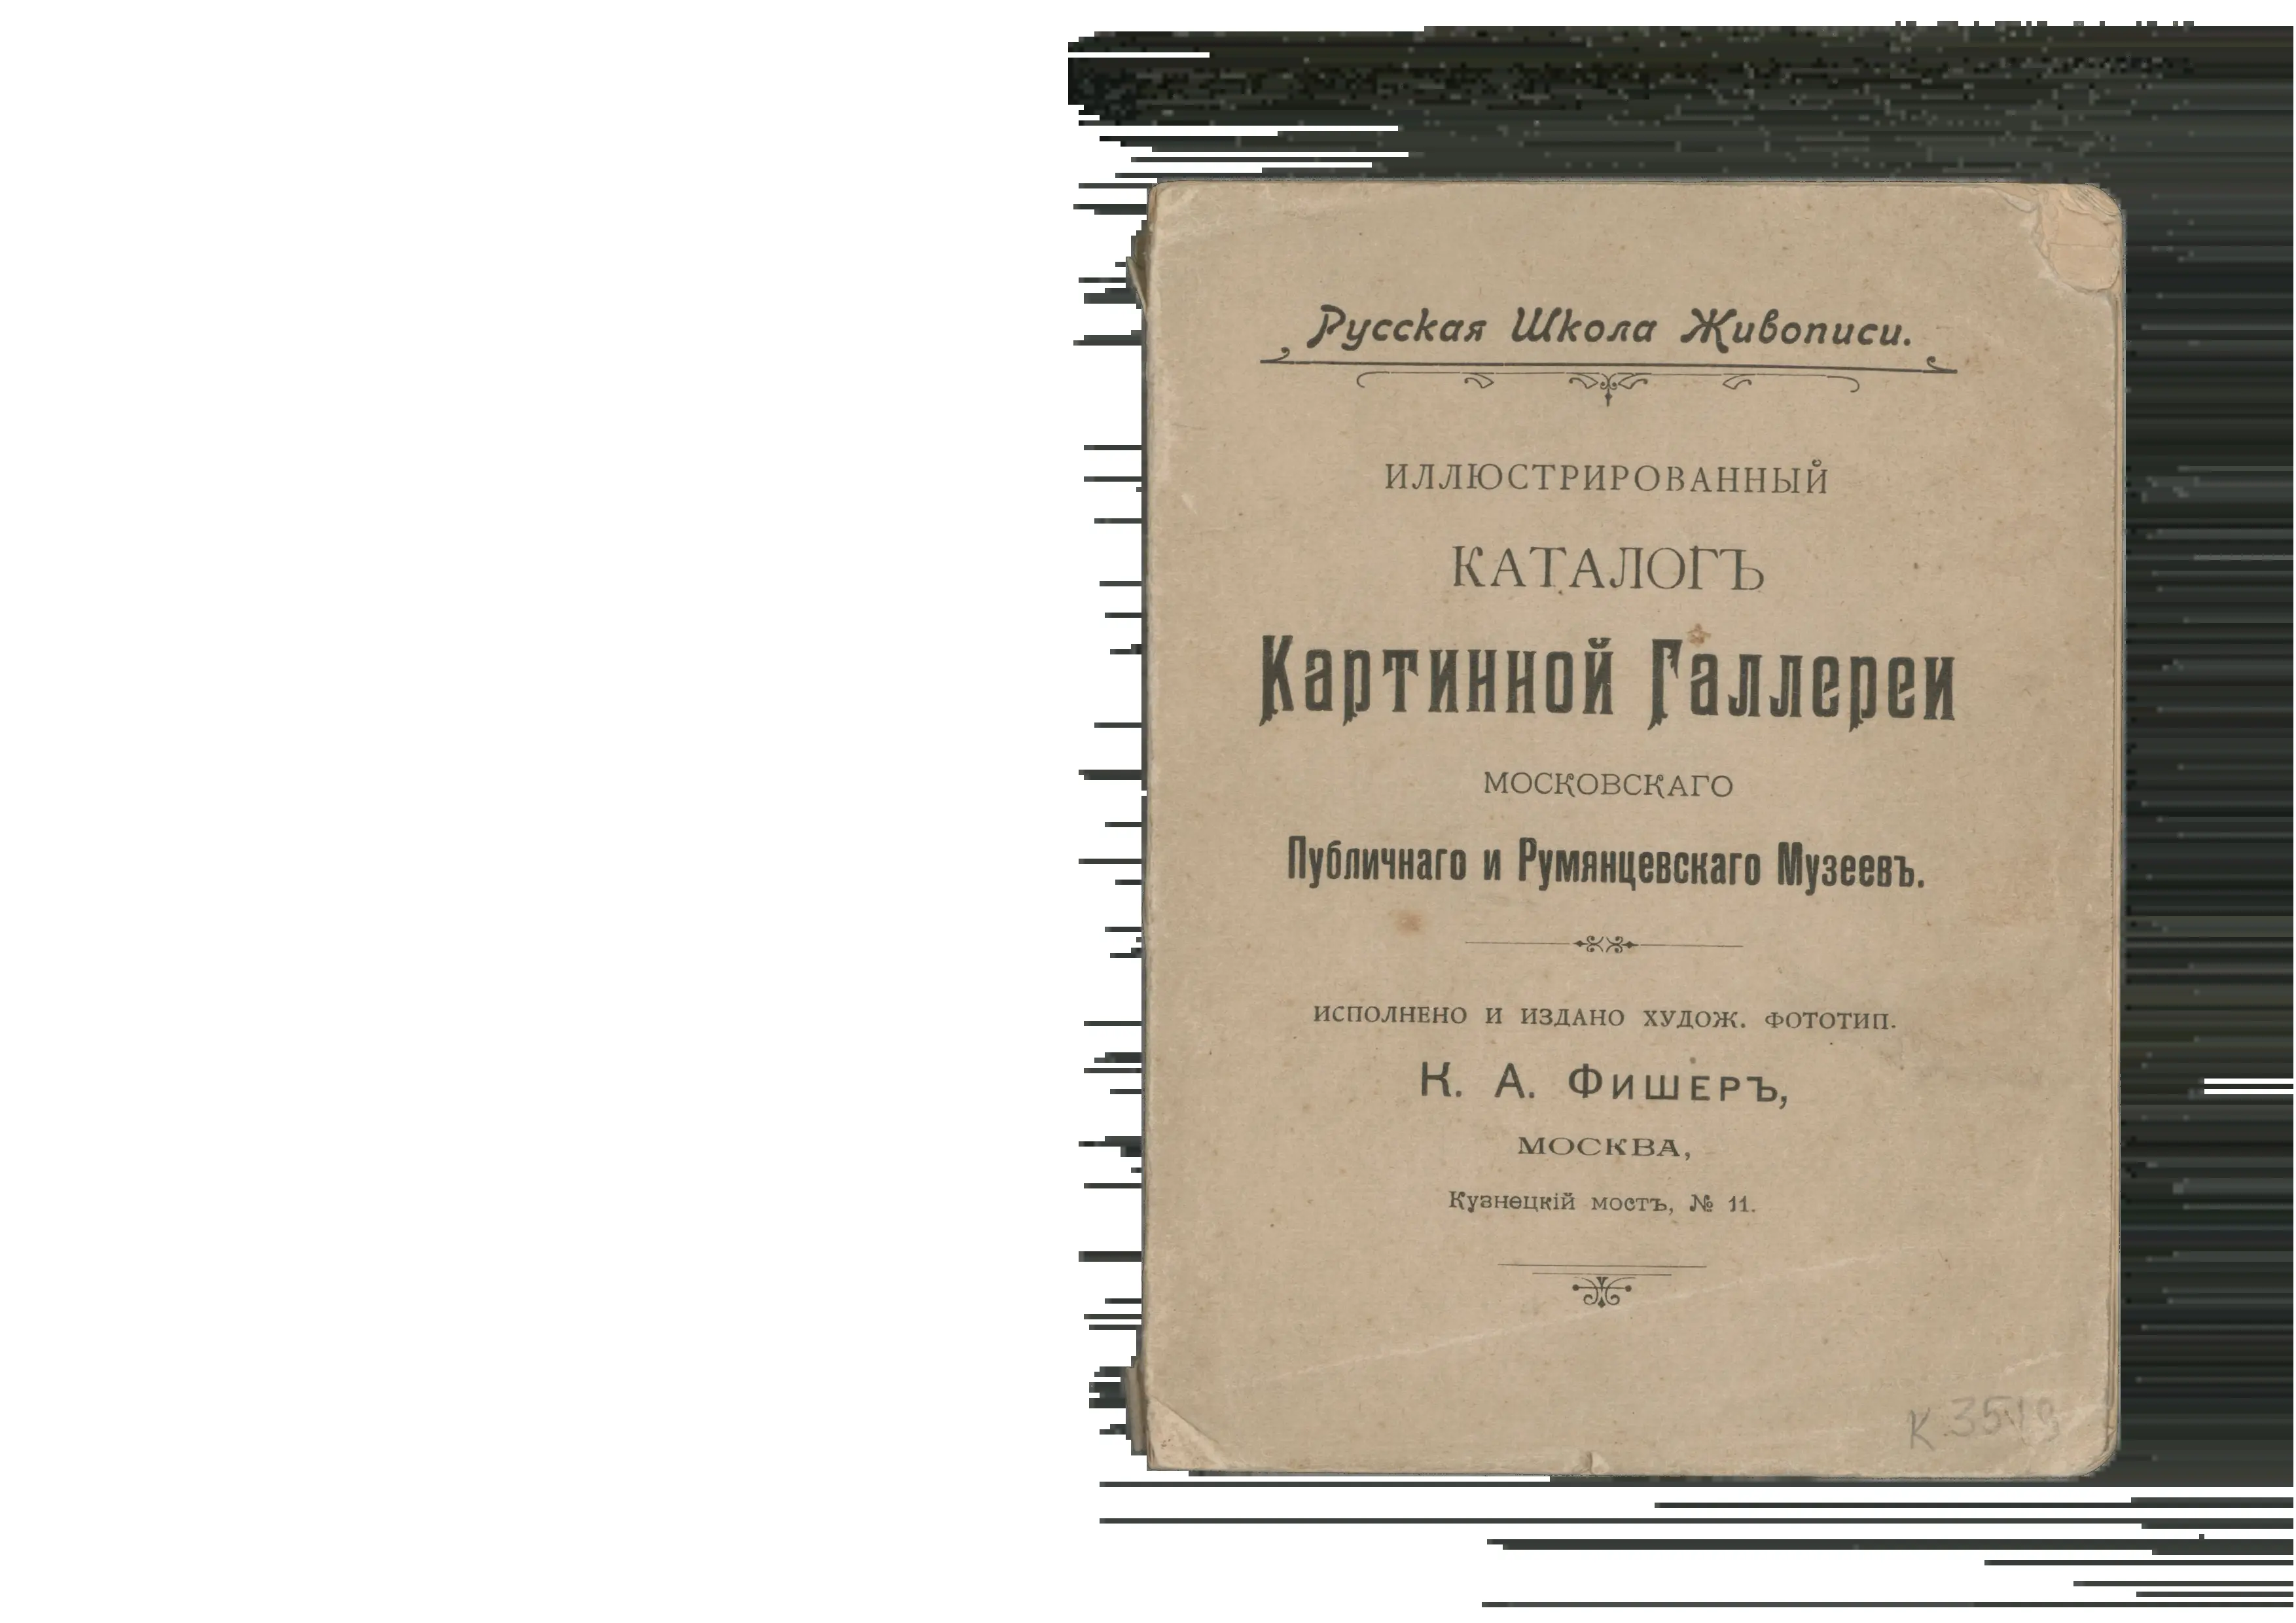 Русская Школа Живописи.
ИЛЛЮСТРИРОВАННЫЙ
КАТАЛОГЪ
Картинной Галлереи
МОСКОВСКАГО
Публичнаго и Румянцевскаго Музеевъ.
ИСПОЛНЕНО И ИЗДАНО ХУДОЖ. ФОТОТИП.
К. А. ФИШЕРЪ,
МОСКВА,
Кузнецкій мостъ, № 11.